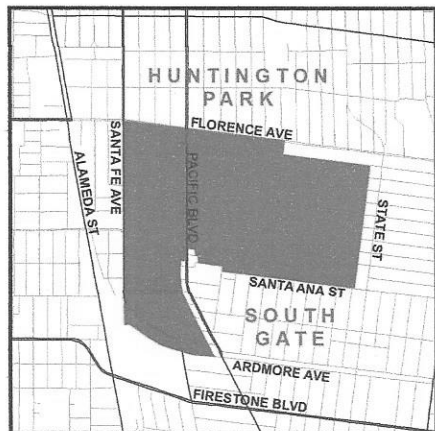 HUNTINGTON
PARK
FLORENCE AVE
SANTA FE AVE
PACIFIC BLVD
ALAMEDA ST
STATE ST
SANTA ANA ST
SOUTH
GATE
ARDMORE AVE
FIRESTONE BLVD